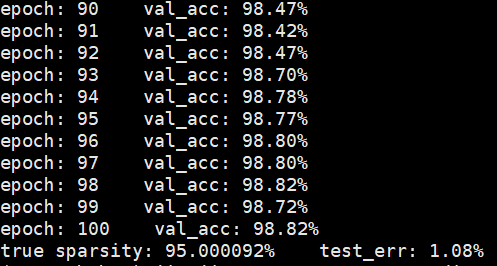 epoch: 90    val_acc: 98.47%
epoch: 91    val_acc: 98.42%
epoch: 92    val_acc: 98.47%
epoch: 93    val_acc: 98.70%
epoch: 94    val_acc: 98.78%
epoch: 95    val_acc: 98.77%
epoch: 96    val_acc: 98.80%
epoch: 97    val_acc: 98.80%
epoch: 98    val_acc: 98.82%
epoch: 99    val_acc: 98.72%
epoch: 100    val_acc: 98.82%
true sparsity: 95.000092%    test_err: 1.08%